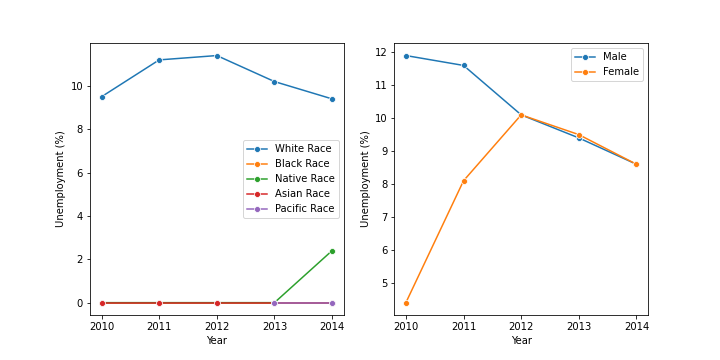 Unemployment (%)
10
8
6
4
2
0
2010 2011 2012 2013 2014
Year
White Race
Black Race
Native Race
Asian Race
Pacific Race
Unemployment (%)
12
11
10
9
8
7
6
5
2010 2011 2012 2013 2014
Year
Male
Female